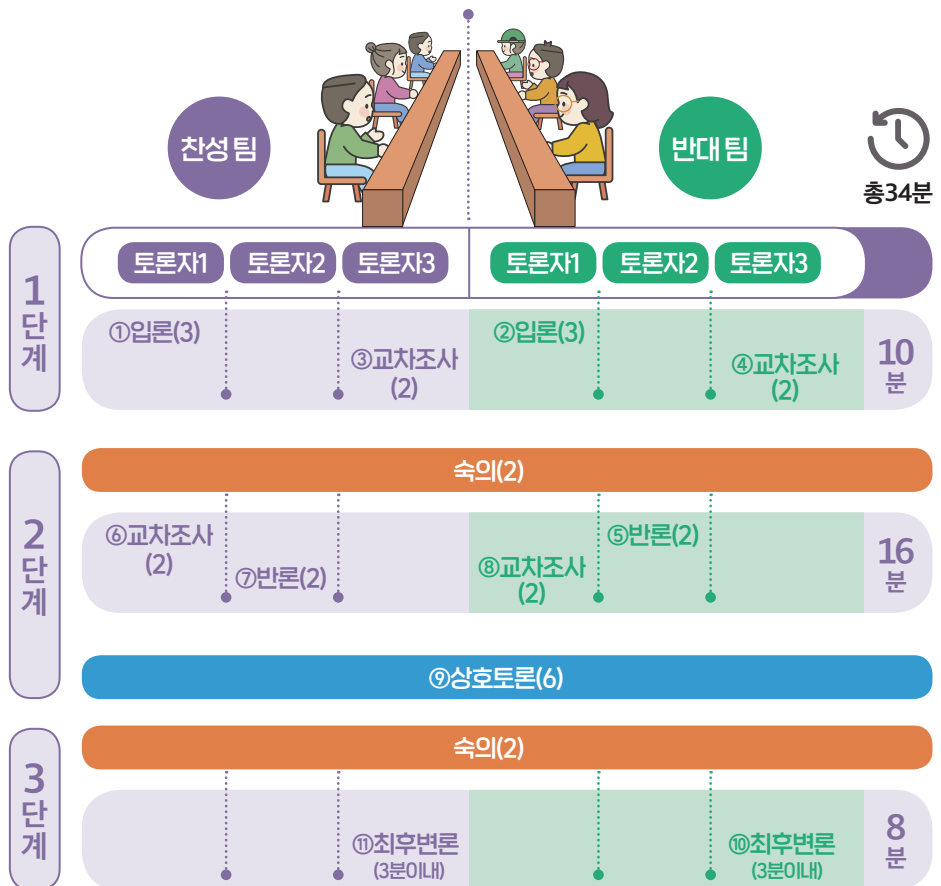 찬성 팀
반대 팀
총34분
1
단
계
토론자1 토론자2 토론자3 토론자1 토론자2 토론자3
①입론(3)
③교차조사
(2)
②입론(3)
④교차조사
(2)
10
분
2
단
계
숙의(2)
⑥교차조사
(2)
⑦반론(2)
⑧교차조사
(2)
⑤반론(2)
16
분
⑨상호토론(6)
3
단
계
숙의(2)
⑪최후변론
(3분이내)
⑩최후변론
(3분이내)
8
분